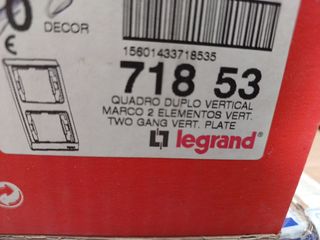 DECOR
15601433718535
718 53
QUADRO DUPLO VERTICAL
MARCO 2 ELEMENTOS VERT.
TWO GANG VERT. PLATE
legrand®